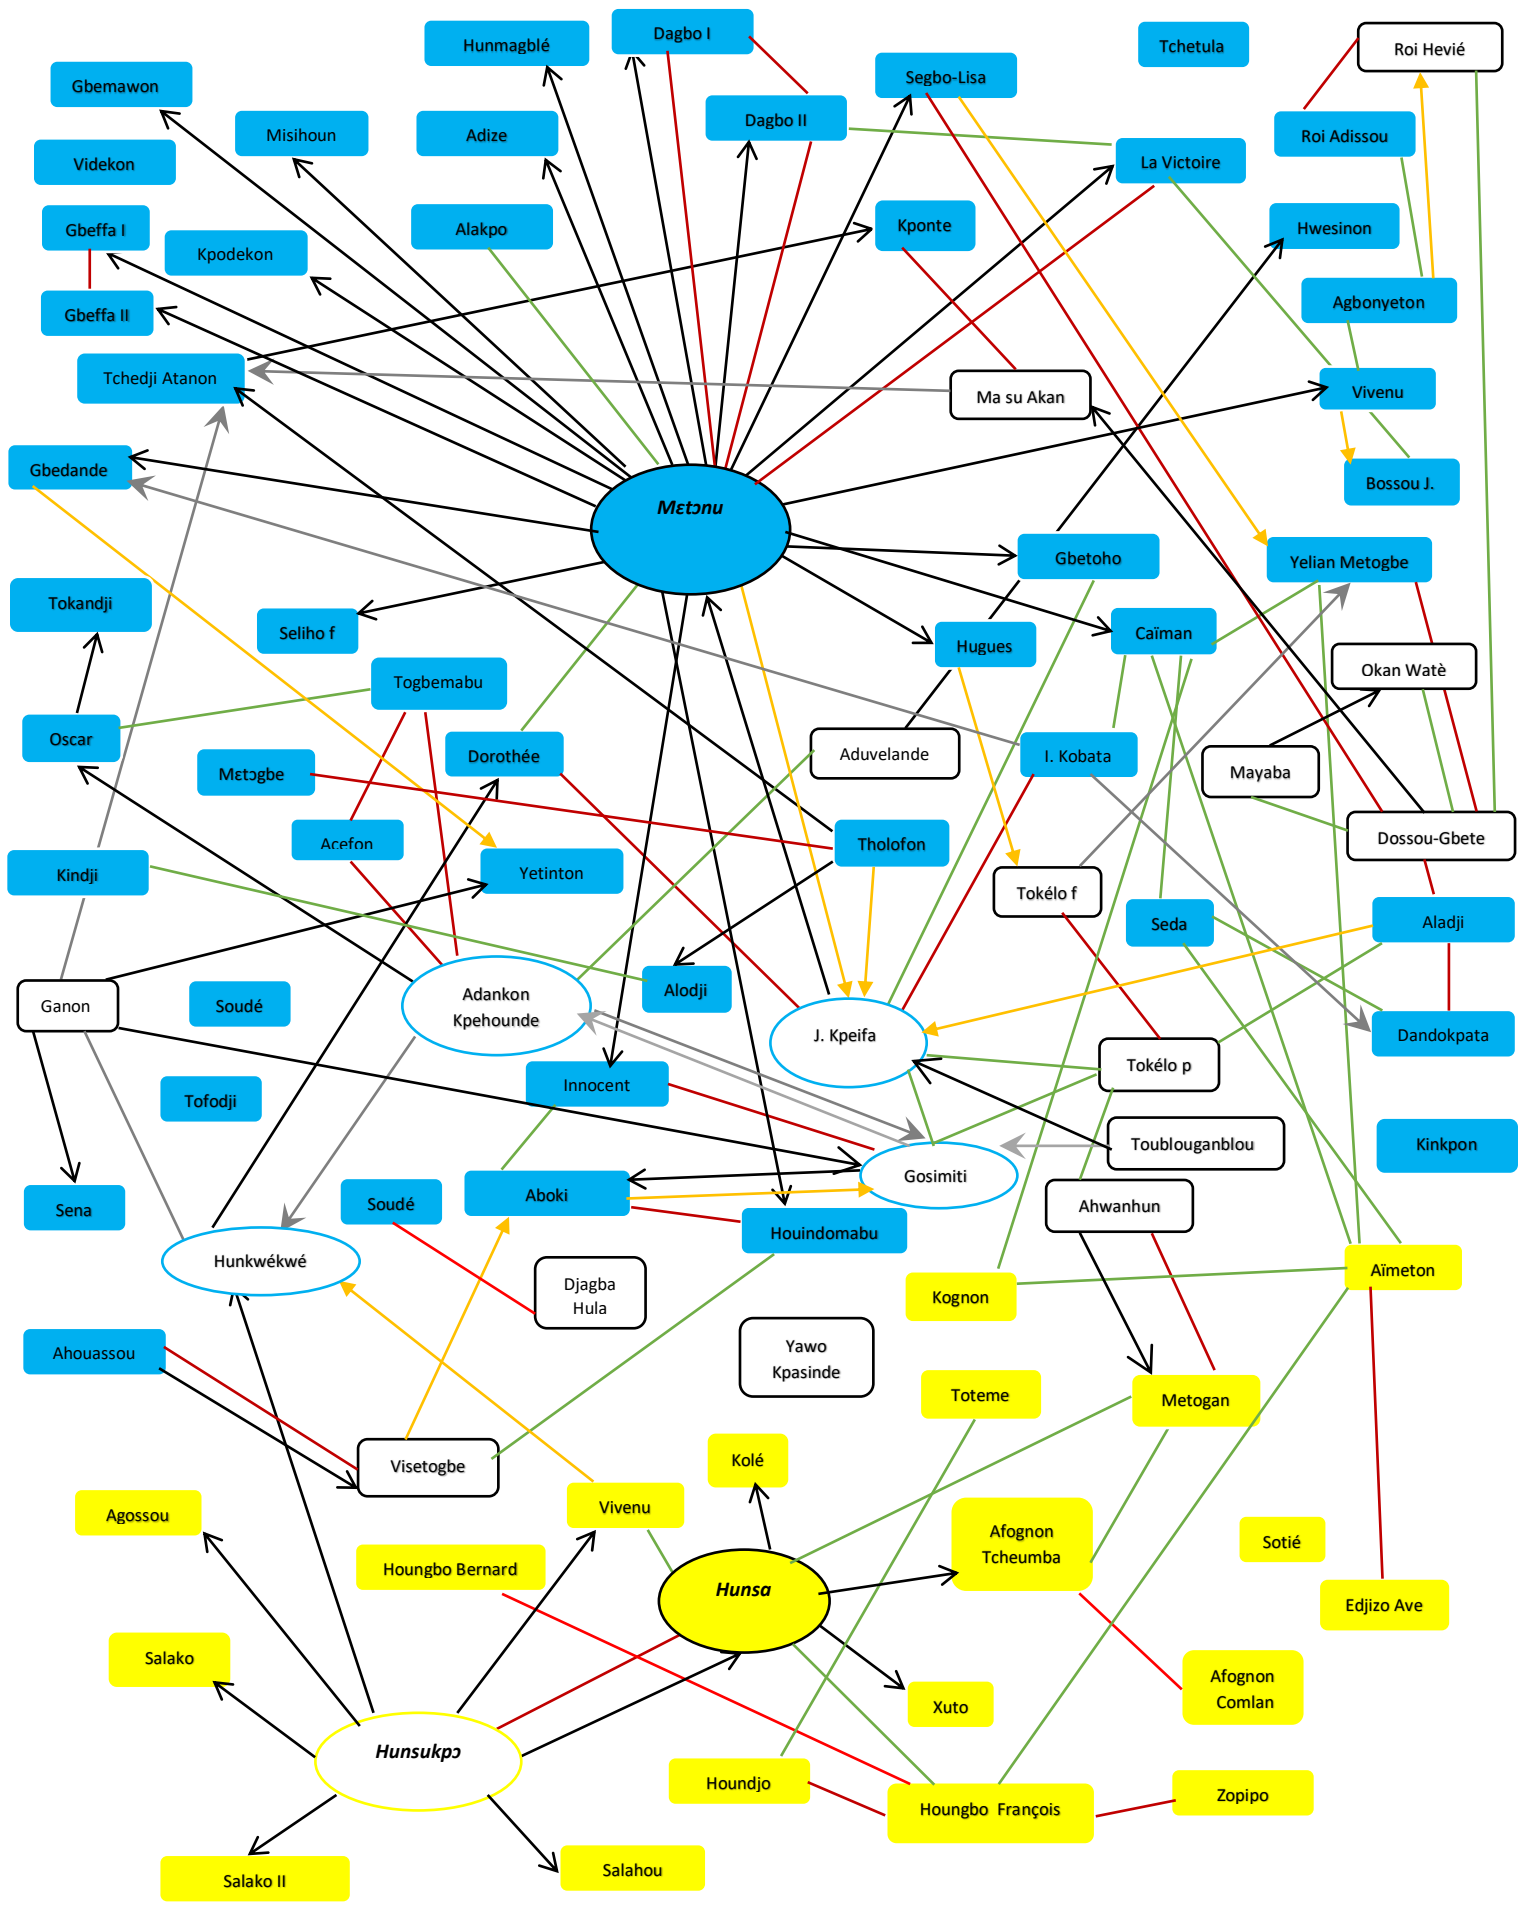 Hunmagblé
Dagbo I
Tchetula
Roi Hevié
Gbemawon
Segbo-Lisa
Misihoun
Adize
Dagbo II
Roi Adissou
Videkon
La Victoire
Gbeffa I
Alakpo
Kponte
Hwesinon
Kpodekon
Gbeffa II
Agbonyeton
Tchedji Atanon
Ma su Akan
Vivenu
Gbedande
Bossou J.
Mɛtɔnu
Gbetoho
Yelian Metogbe
Tokandji
Seliho f
Hugues
Caïman
Okan Watè
Togbemabu
Oscar
Dorothée
Aduvelande
I. Kobata
Mɛtɔgbe
Mayaba
Acefon
Tholofon
Dossou-Gbete
Kindji
Yetinton
Tokélo f
Seda
Aladji
Ganon
Soudé
Adankon
Kpehounde
Alodji
J. Kpeifa
Dandokpata
Tokélo p
Innocent
Tofodji
Toublouganblou
Kinkpon
Gosimiti
Sena
Soudé
Aboki
Ahwanhun
Houindomabu
Hunkwékwé
Djagba
Hula
Kognon
Aïmeton
Ahouassou
Yawo
Kpasinde
Toteme
Metogan
Visetogbe
Kolé
Agossou
Vivenu
Afognon
Tcheumba
Sotié
Houngbo Bernard
Hunsa
Edjizo Ave
Salako
Afognon
Comlan
Xuto
Hunsukpɔ
Houndjo
Houngbo François
Zopipo
Salako II
Salahou